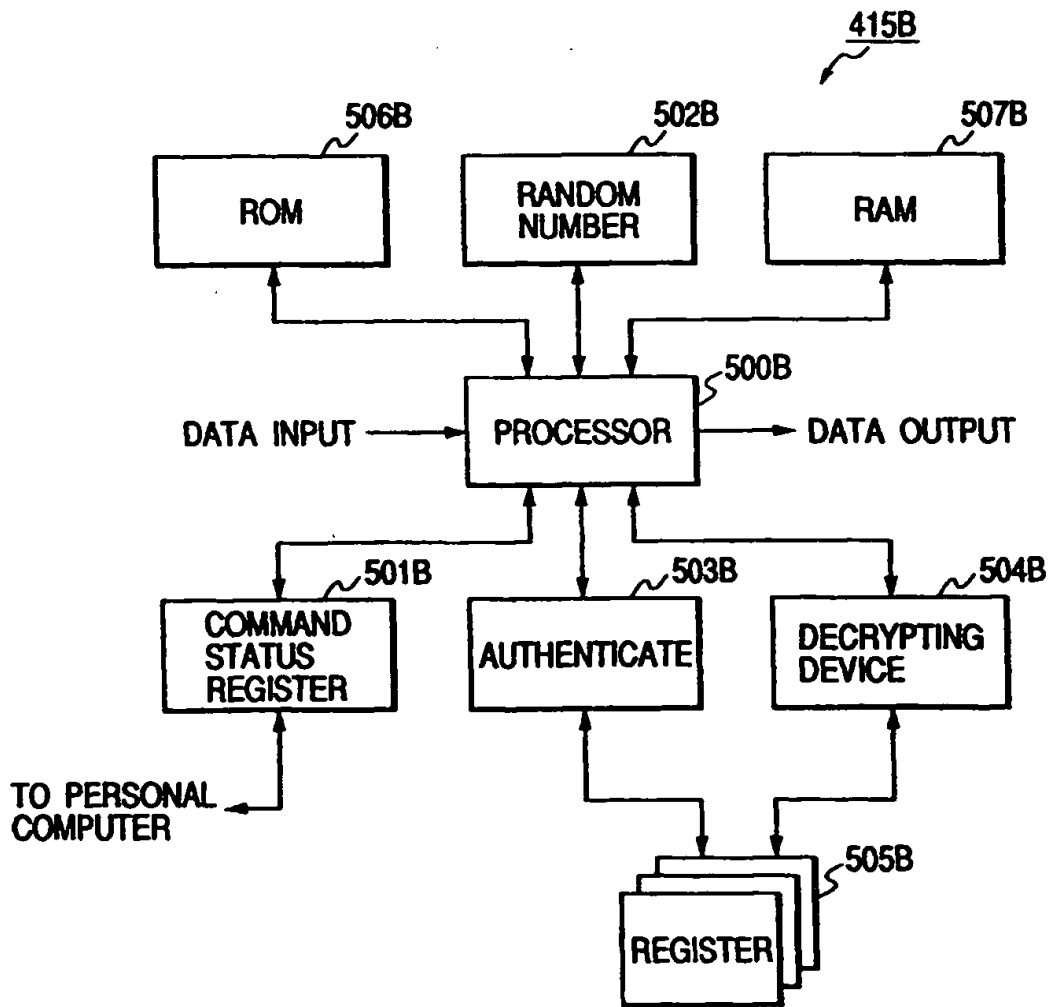 415B
506B
502B
507B
ROM
RANDOM
NUMBER
RAM
500B
DATA INPUT
PROCESSOR
DATA OUTPUT
501B
503B
504B
COMMAND
STATUS
REGISTER
AUTHENTICATE
DECRYPTING
DEVICE
TO PERSONAL
COMPUTER
505B
REGISTER